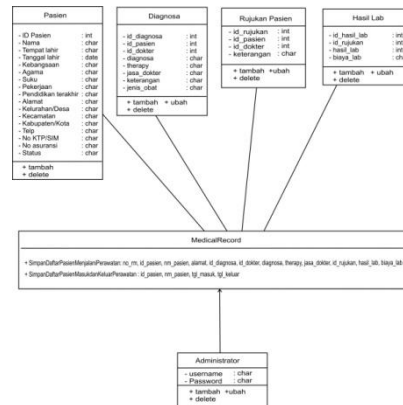 Pasien
- ID Pasien : int
- Nama : char
- Tempat lahir : char
- Tanggal lahir : date
- Kebangsaan : char
- Agama : char
- Suku : char
- Pekerjaan : char
- Pendidikan terakhir : char
- Alamat : char
- Kelurahan/Desa : char
- Kecamatan : char
- Kabupaten/Kota : char
- Telp : char
- No KTP/SIM : char
- No asuransi : char
- Status : char
+ tambah
+ delete
Diagnosa
- id_diagnosa : int
- id_pasien : int
- id_dokter : int
- diagnosa : char
- therapy : char
- jasa_dokter : char
- keterangan : char
- jenis_obat : char
+ tambah + ubah
+ delete
Rujukan Pasien
- id_rujukan : int
- id_pasien : int
- id_dokter : int
- keterangan : char
+ tambah +ubah
+ delete
Hasil Lab
- id_hasil_lab : int
- id_rujukan : int
- hasil_lab : int
- biaya_lab : ch
+ tambah + ubah
+ delete
MedicalRecord
+ SimpanDaftarPasienMenjalaniPerawatan: no_rm, id_pasien, nm_pasien, alamat, id_diagnosa, id_dokter, diagnosa, therapy, jasa_dokter, id_rujukan, hasil_lab, biaya_lab
+ SimpanDaftarPasienMasukdanKeluarPerawatan : id_pasien, nm_pasien, tgl_masuk, tgl_keluar
Administrator
- username : char
- Password : char
+ tambah +ubah
+ delete